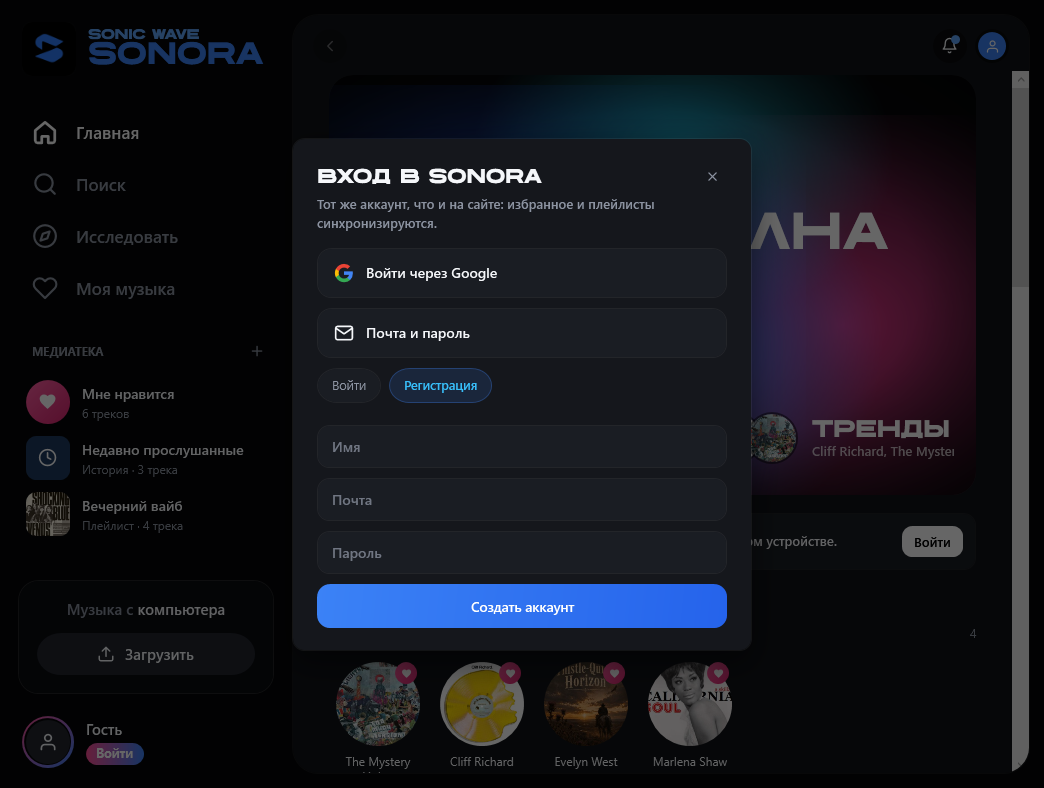 SONIC WAVE
SONORA
Главная
Поиск
Исследовать
Моя музыка
МЕДИАТЕКА
Мне нравится
6 треков
Недавно прослушанные
История · 3 трека
Вечерний вайб
Плейлист · 4 трека
Музыка с компьютера
Загрузить
Гость
Войти
ВХОД В SONORA
Тот же аккаунт, что и на сайте: избранное и плейлисты
синхронизируются.
Войти через Google
Почта и пароль
Войти
Регистрация
Имя
Почта
Пароль
Создать аккаунт
ЛНА
ТРЕНДЫ
Cliff Richard, The Myster
ом устройстве.
Войти
4
The Mystery
Cliff Richard
Evelyn West
Marlena Shaw